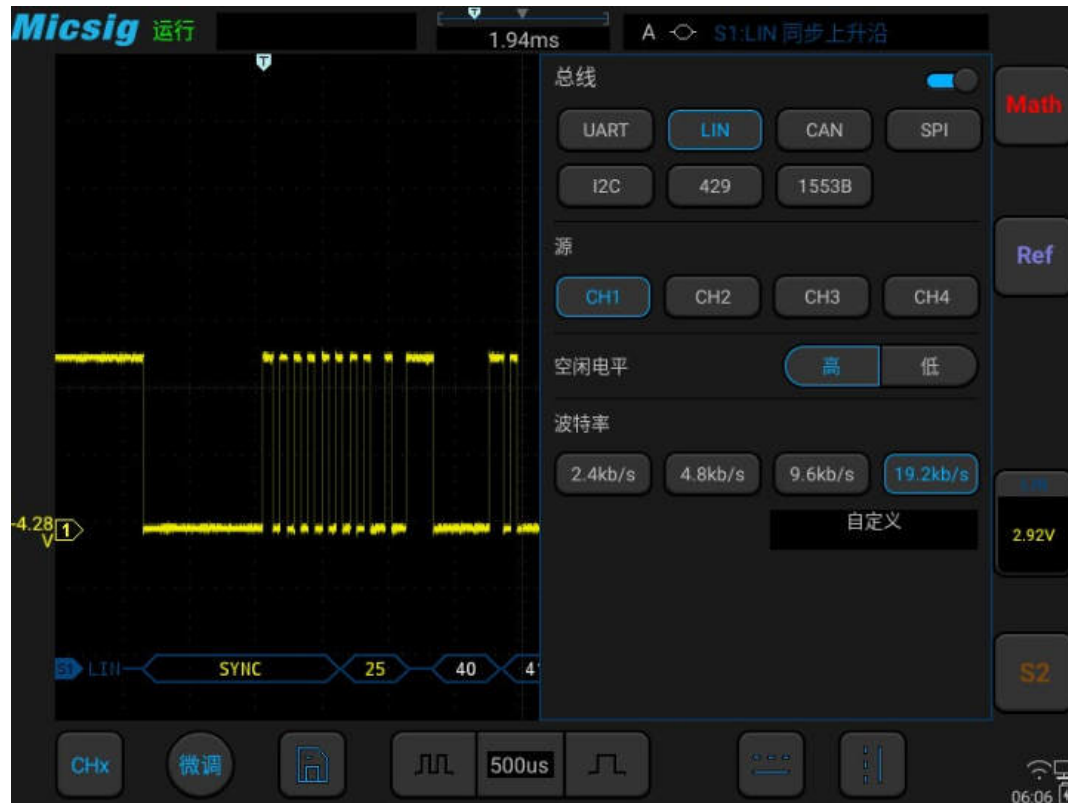 Micsig 运行
T
1.94ms
A S1:LIN 同步上升沿
T
总线
UART LIN CAN SPI
I2C 429 1553B
源
CH1 CH2 CH3 CH4
空闲电平 高 低
波特率
2.4kb/s 4.8kb/s 9.6kb/s 19.2kb/s
自定义
Math
Ref
-4.28
V
1
2.92V
S1 LIN SYNC 25 40 4
S2
CHx 微调 500us
06:06